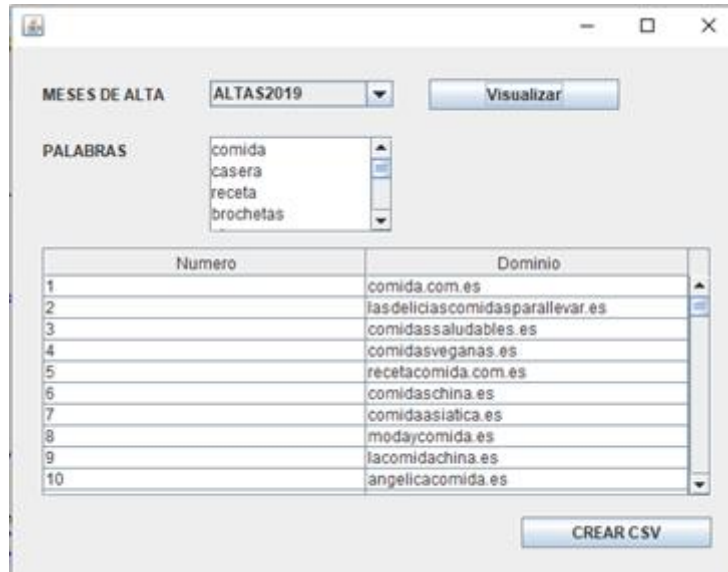 MESES DE ALTA ALTAS2019 Visualizar
PALABRAS
comida
casera
receta
brochetas
Numero Dominio
1 comida.com.es
2 lasdeliciascomidasparallevar.es
3 comidassaludables.es
4 comidasveganas.es
5 recetacomida.com.es
6 comidaschina.es
7 comidaasiatica.es
8 modaycomida.es
9 lacomidachina.es
10 angelicacomida.es
CREAR CSV